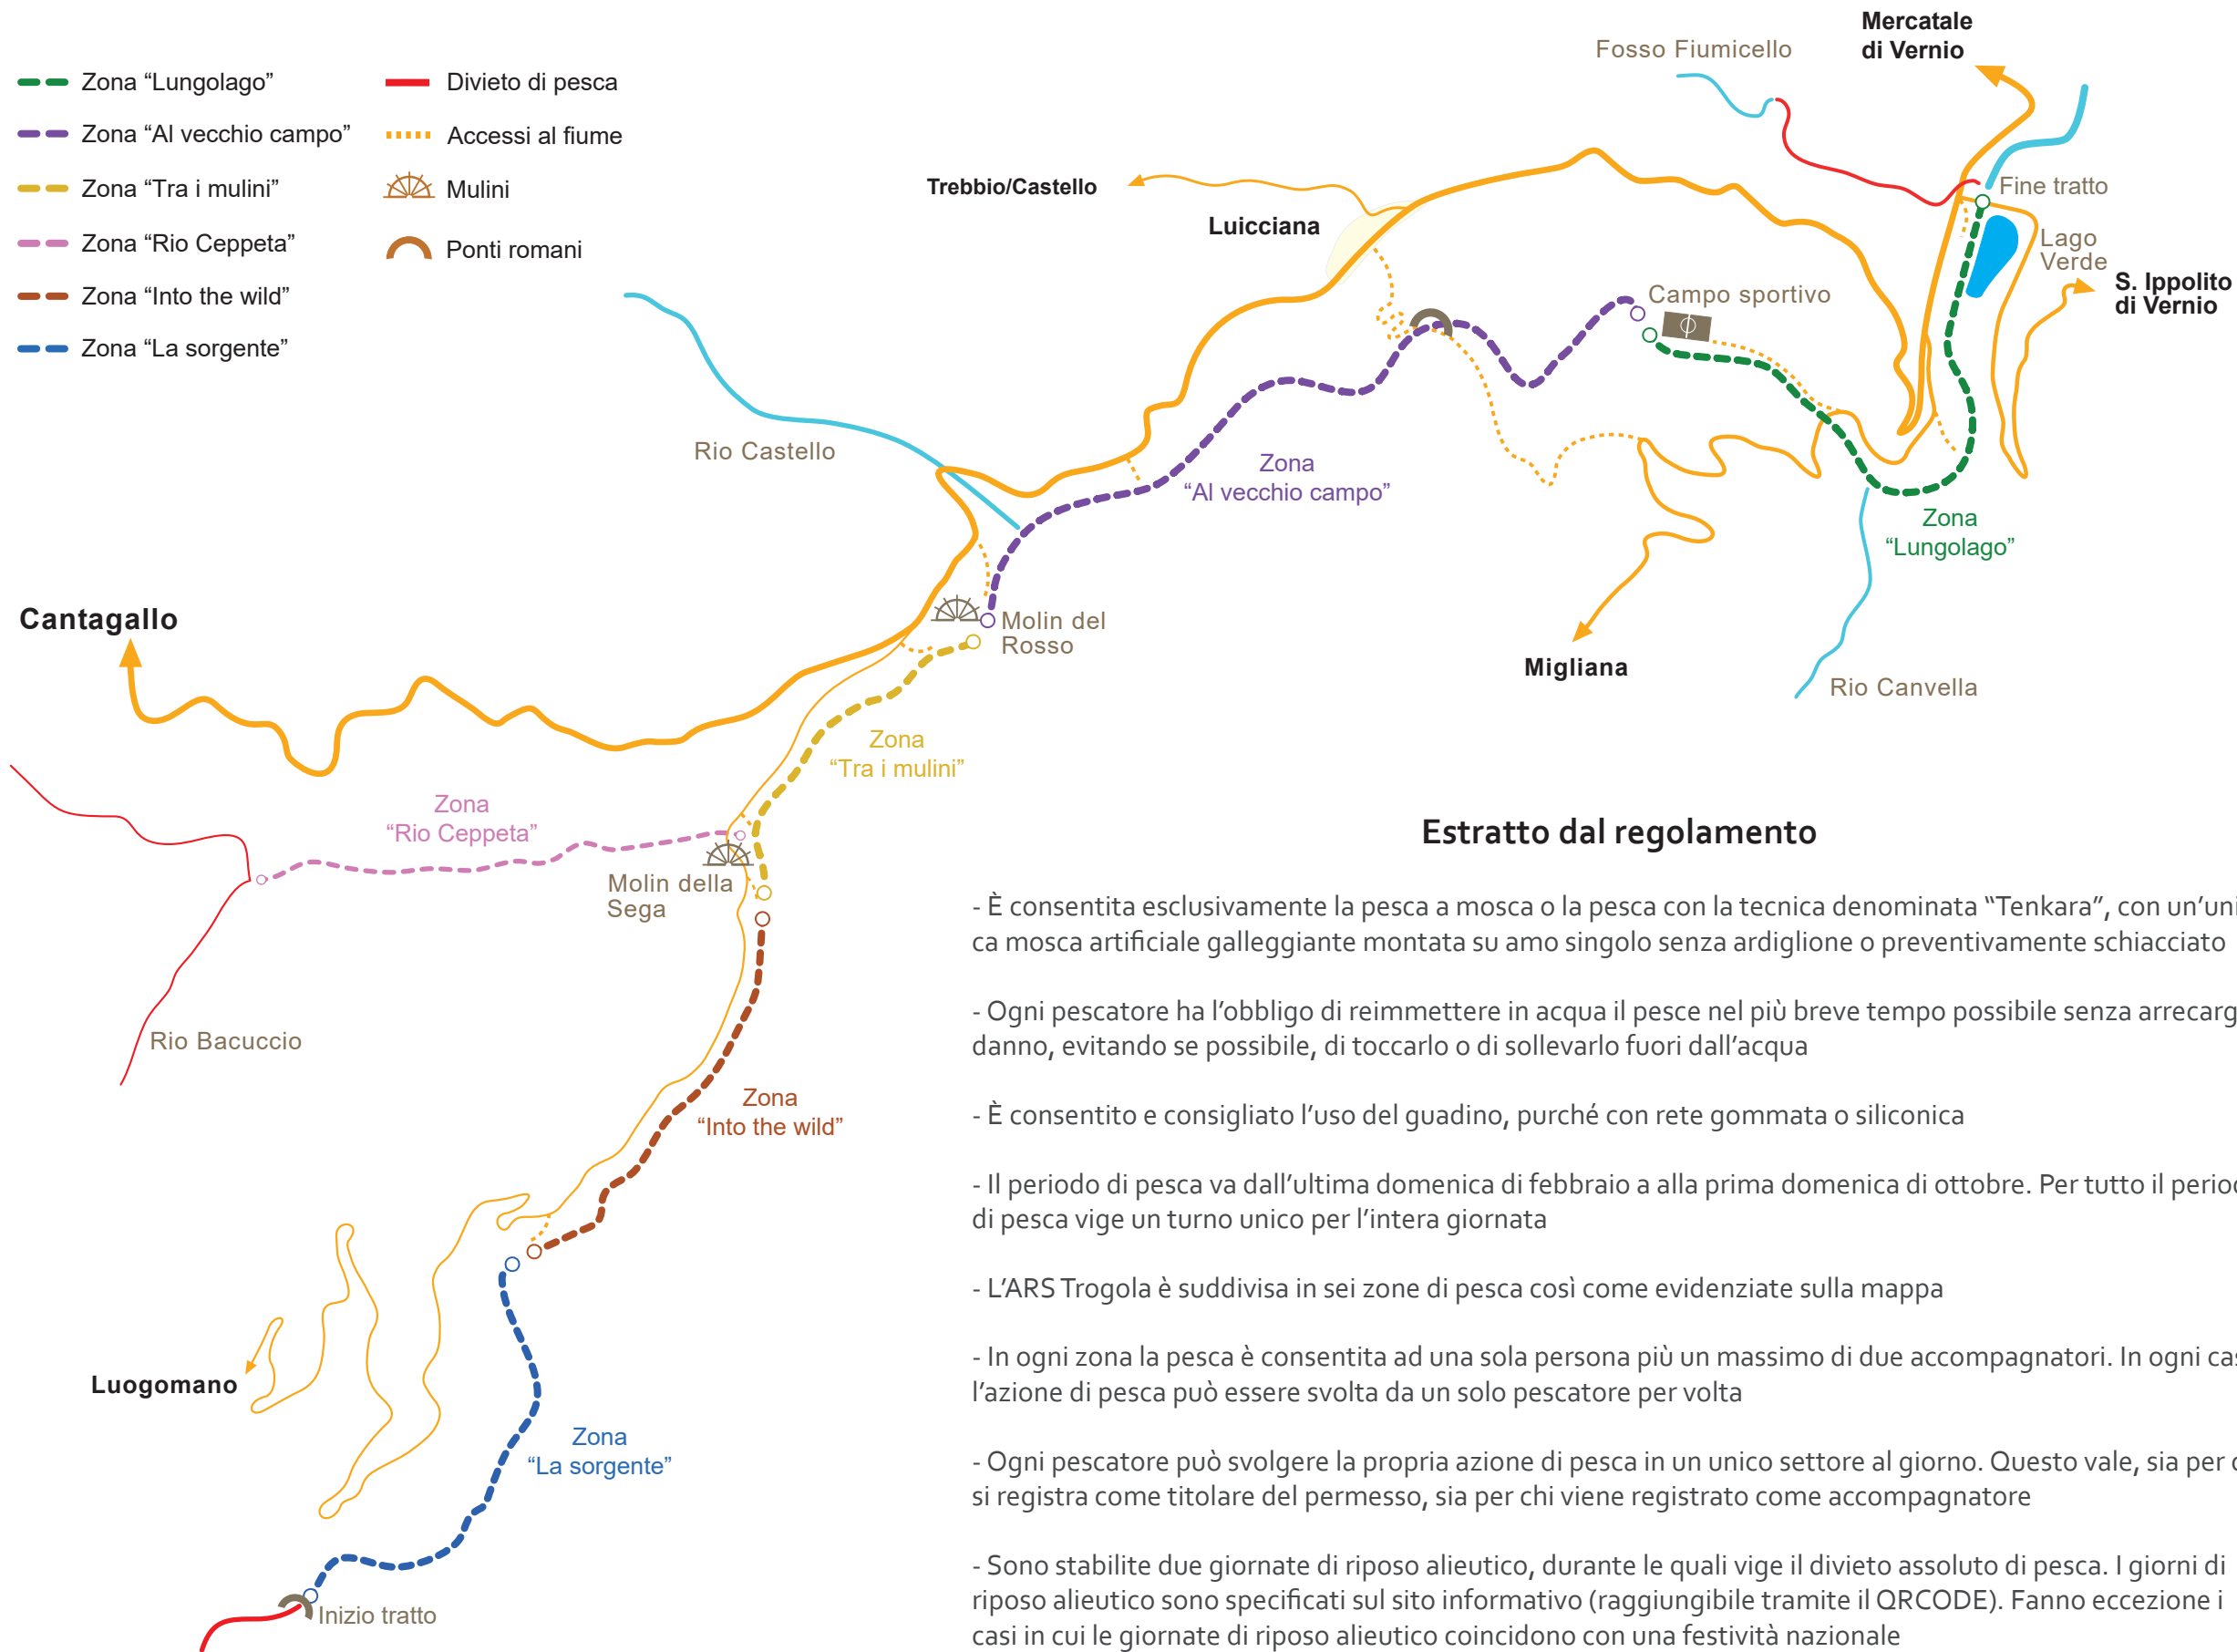 Zona “Lungolago”
Zona “Al vecchio campo”
Zona “Tra i mulini”
Zona “Rio Ceppeta”
Zona “Into the wild”
Zona “La sorgente”
Divieto di pesca
Accessi al fiume
Mulini
Ponti romani
Mercatale
di Vernio
Fosso Fiumicello
Fine tratto
Lago
Verde
S. Ippolito
di Vernio
Trebbio/Castello
Luicciana
Campo sportivo
Rio Castello
Zona
“Al vecchio campo”
Zona
“Lungolago”
Cantagallo
Molin del
Rosso
Migliana
Rio Canvella
Zona
“Tra i mulini”
Zona
“Rio Ceppeta”
Molin della
Sega
Rio Bacuccio
Zona
“Into the wild”
Luogomano
Zona
“La sorgente”
Inizio tratto
Estratto dal regolamento
- È consentita esclusivamente la pesca a mosca o la pesca con la tecnica denominata “Tenkara”, con un’uni
ca mosca artificiale galleggiante montata su amo singolo senza ardiglione o preventivamente schiacciato
- Ogni pescatore ha l’obbligo di reimmettere in acqua il pesce nel più breve tempo possibile senza arrecarg
danno, evitando se possibile, di toccarlo o di sollevarlo fuori dall’acqua
- È consentito e consigliato l’uso del guadino, purché con rete gommata o siliconica
- Il periodo di pesca va dall’ultima domenica di febbraio a alla prima domenica di ottobre. Per tutto il perio
di pesca vige un turno unico per l’intera giornata
- L’ARS Trogola è suddivisa in sei zone di pesca così come evidenziate sulla mappa
- In ogni zona la pesca è consentita ad una sola persona più un massimo di due accompagnatori. In ogni cas
l’azione di pesca può essere svolta da un solo pescatore per volta
- Ogni pescatore può svolgere la propria azione di pesca in un unico settore al giorno. Questo vale, sia per
si registra come titolare del permesso, sia per chi viene registrato come accompagnatore
- Sono stabilite due giornate di riposo alieutico, durante le quali vige il divieto assoluto di pesca. I giorni di
riposo alieutico sono specificati sul sito informativo (raggiungibile tramite il QRCODE). Fanno eccezione i
casi in cui le giornate di riposo alieutico coincidono con una festività nazionale